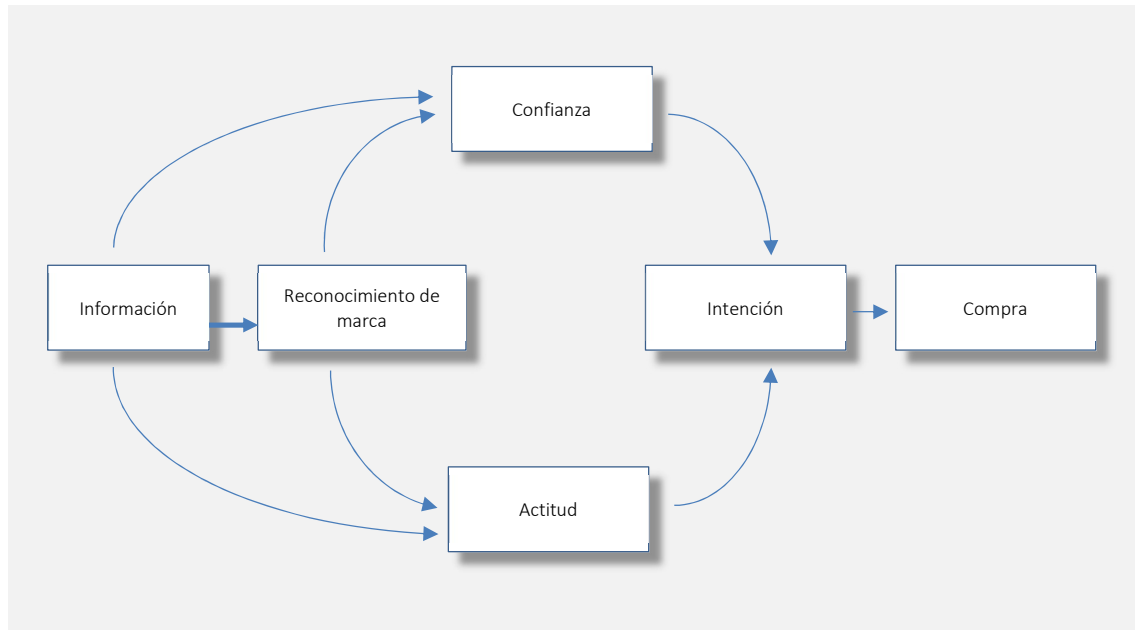 Confianza
Información
Reconocimiento de
marca
Intención
Compra
Actitud